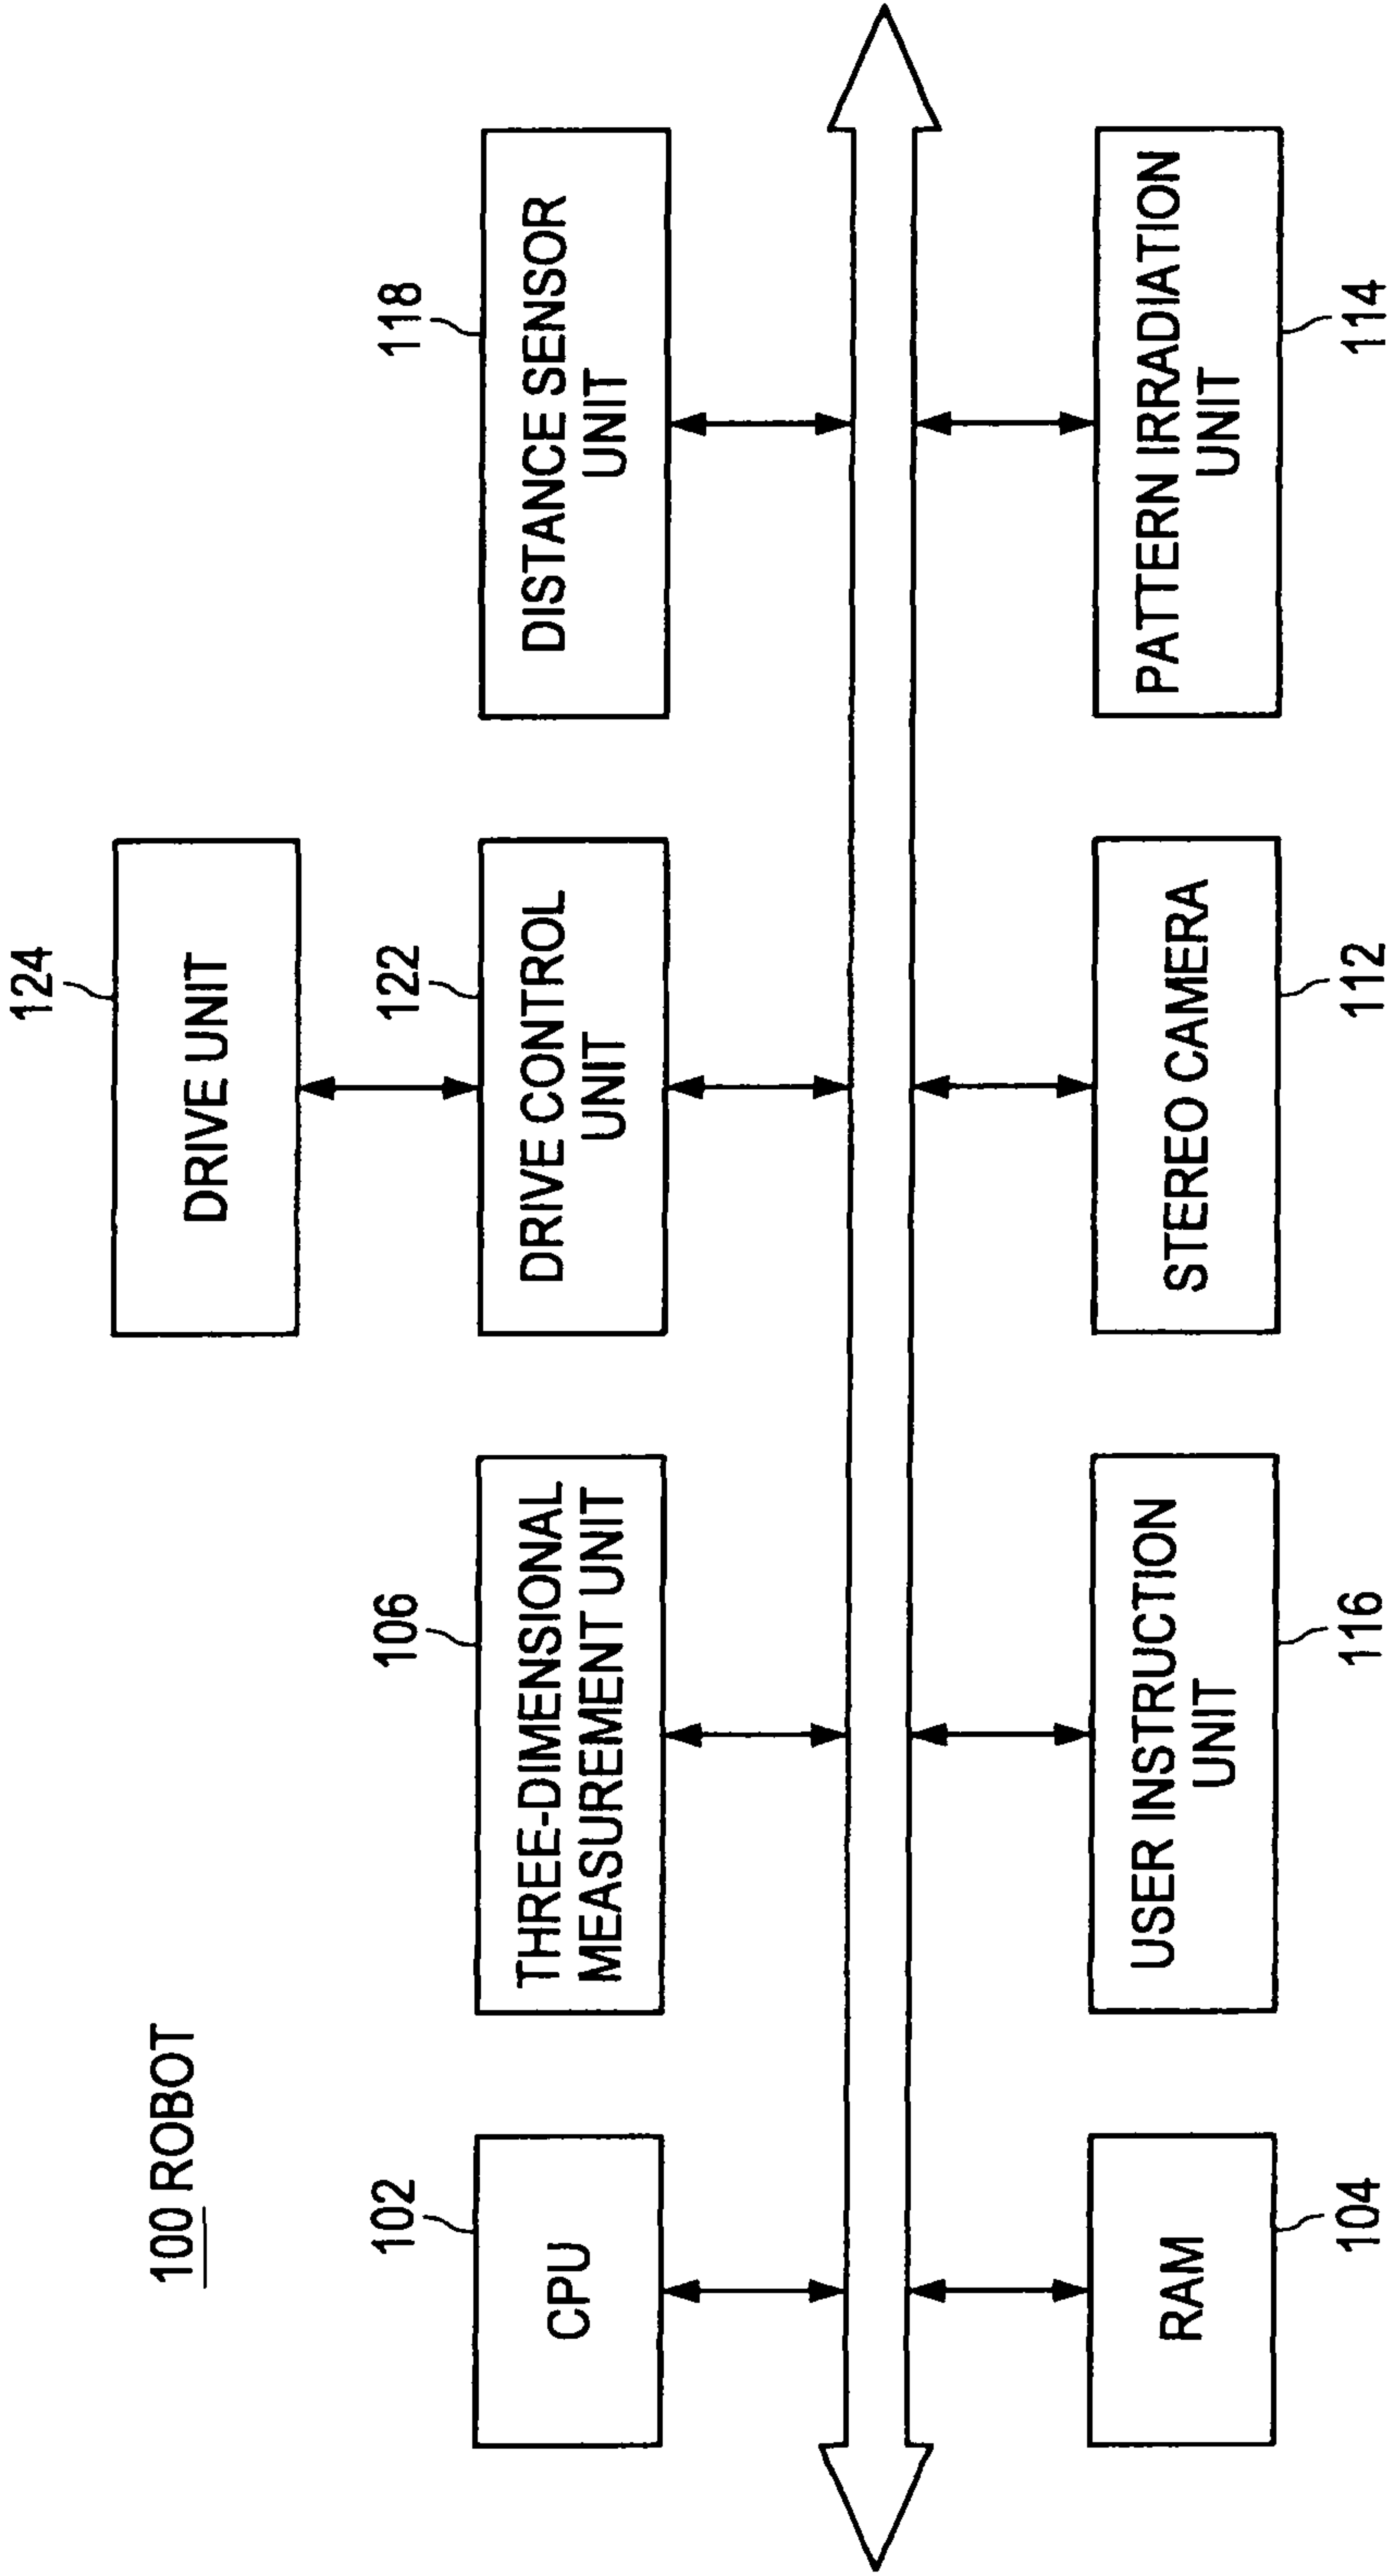 100 ROBOT
124
DRIVE UNIT
102
CPU
106
THREE-DIMENSIONAL
MEASUREMENT UNIT
122
DRIVE CONTROL
UNIT
118
DISTANCE SENSOR
UNIT
RAM
104
USER INSTRUCTION
UNIT
116
STEREO CAMERA
112
PATTERN IRRADIATION
UNIT
114